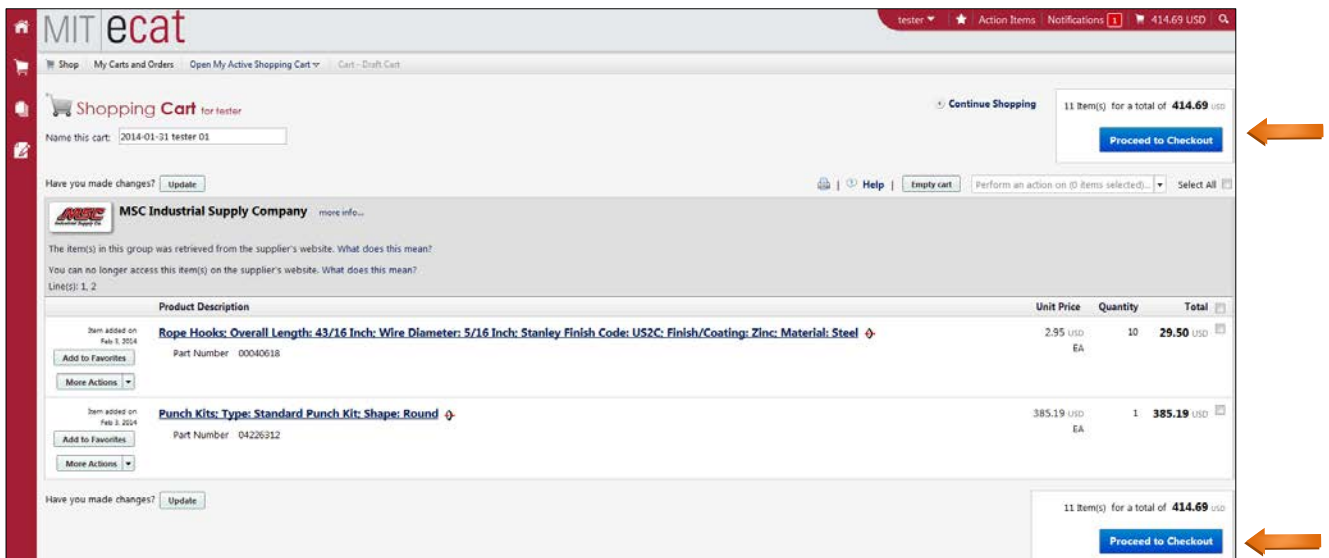 MIT ecat
tester Action Items Notifications 1 414.69 USD
Shop My Carts and Orders Open My Active Shopping Cart Cart - Draft Cart
Shopping Cart for tester
Continue Shopping
11 Item(s) for a total of 414.69 USD
Name this cart: 2014-01-31 tester 01
Proceed to Checkout
Have you made changes? Update
| ? Help | Empty cart Perform an action on (0 items selected)... Select All
MSC Industrial Supply Co.
MSC Industrial Supply Company more info...
The item(s) in this group was retrieved from the supplier's website. What does this mean?
You can no longer access this item(s) on the supplier's website. What does this mean?
Line(s): 1, 2
Product Description Unit Price Quantity Total
Item added on
Feb 3, 2014
Add to Favorites
More Actions
Rope Hooks; Overall Length: 43/16 Inch; Wire Diameter: 5/16 Inch; Stanley Finish Code: US2C; Finish/Coating: Zinc; Material: Steel
Part Number 00040618
2.95 USD 10 29.50 USD
EA
Item added on
Feb 3, 2014
Add to Favorites
More Actions
Punch Kits; Type: Standard Punch Kit; Shape: Round
Part Number 04226312
385.19 USD 1 385.19 USD
EA
Have you made changes? Update
11 Item(s) for a total of 414.69 USD
Proceed to Checkout